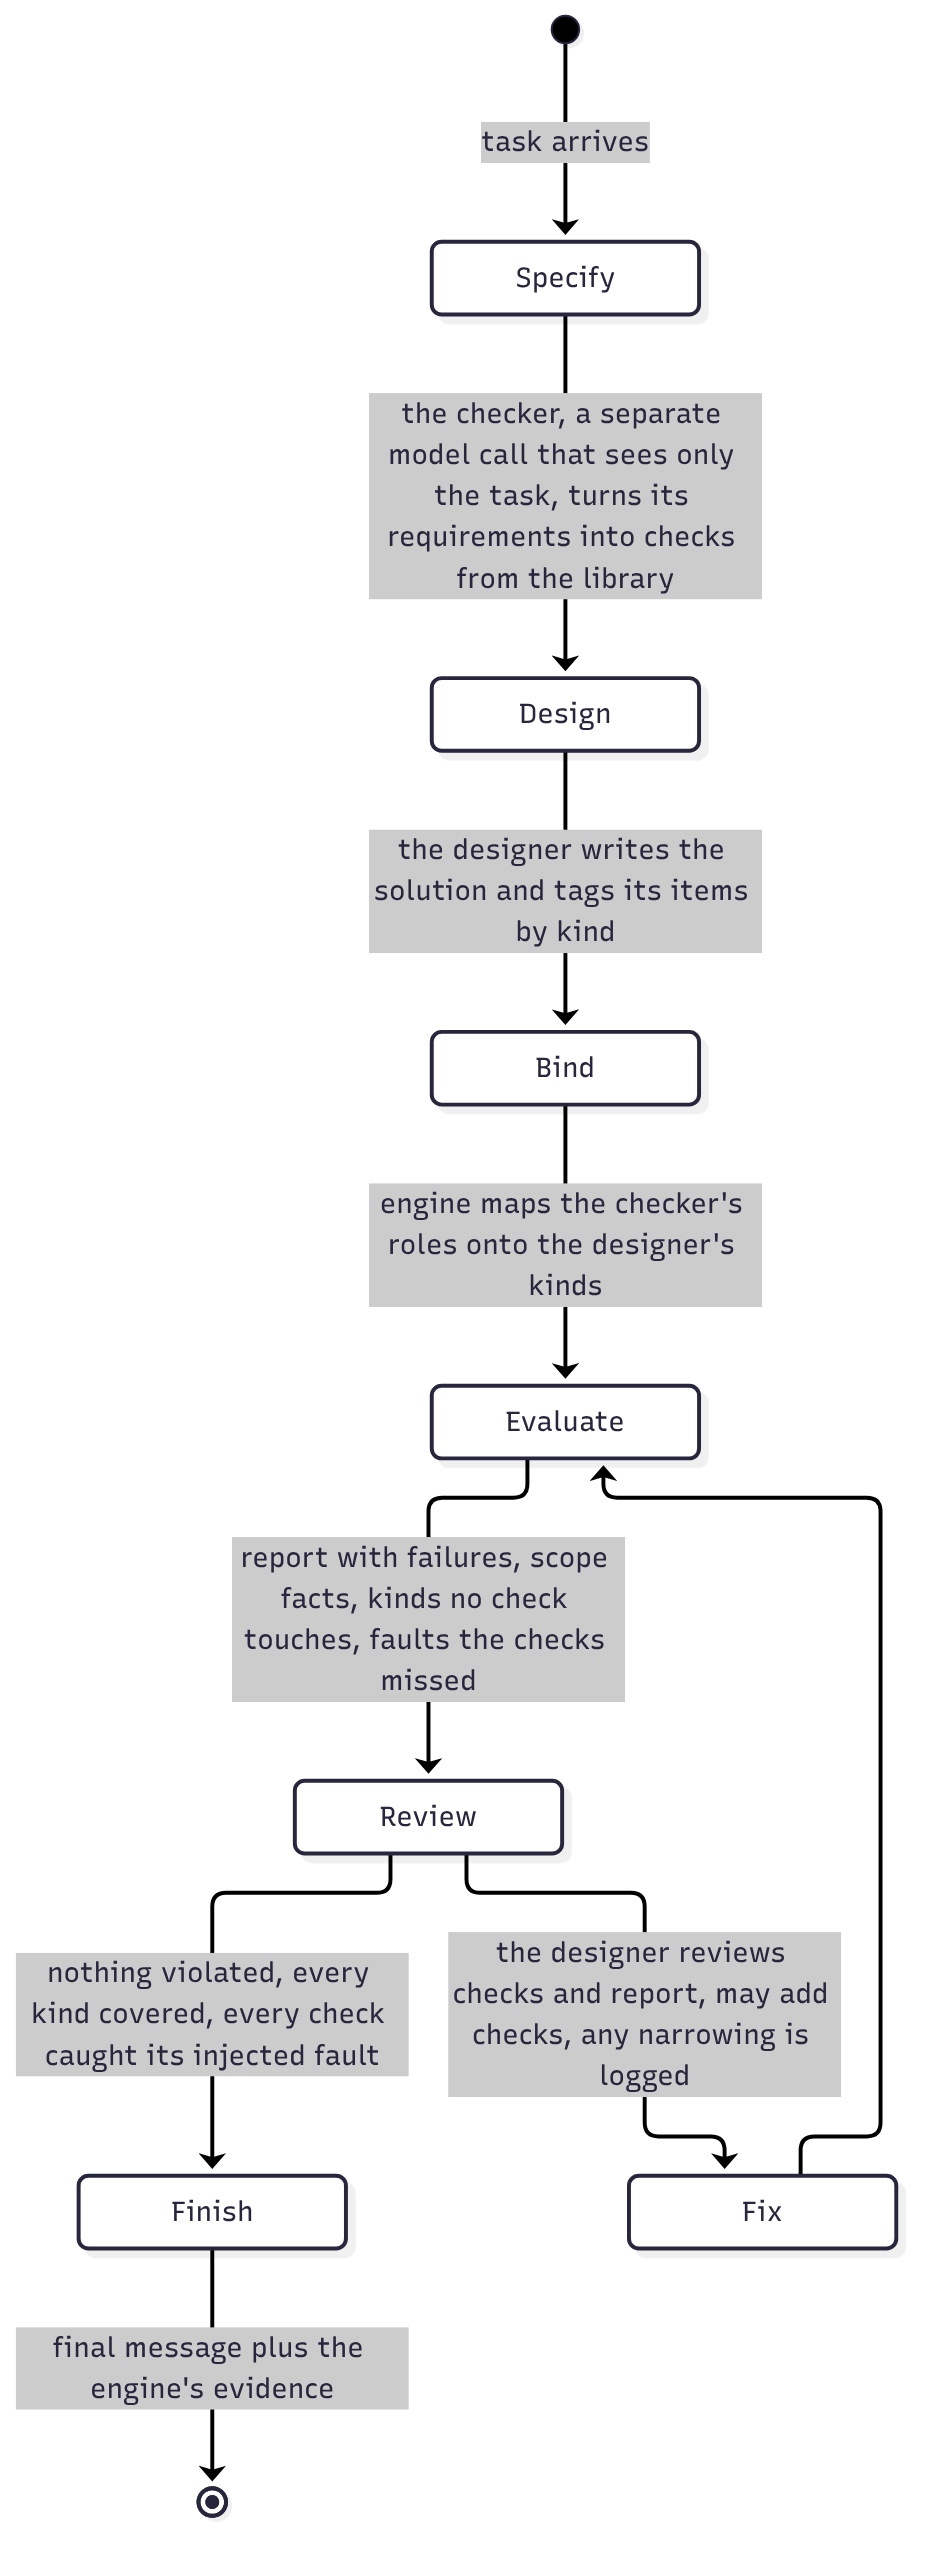 task arrives
Specify
the checker, a separate
model call that sees only
the task, turns its
requirements into checks
from the library
Design
the designer writes the
solution and tags its items
by kind
Bind
engine maps the checker's
roles onto the designer's
kinds
Evaluate
report with failures, scope
facts, kinds no check
touches, faults the checks
missed
Review
nothing violated, every
kind covered, every check
caught its injected fault
the designer reviews
checks and report, may add
checks, any narrowing is
logged
Finish
Fix
final message plus the
engine's evidence